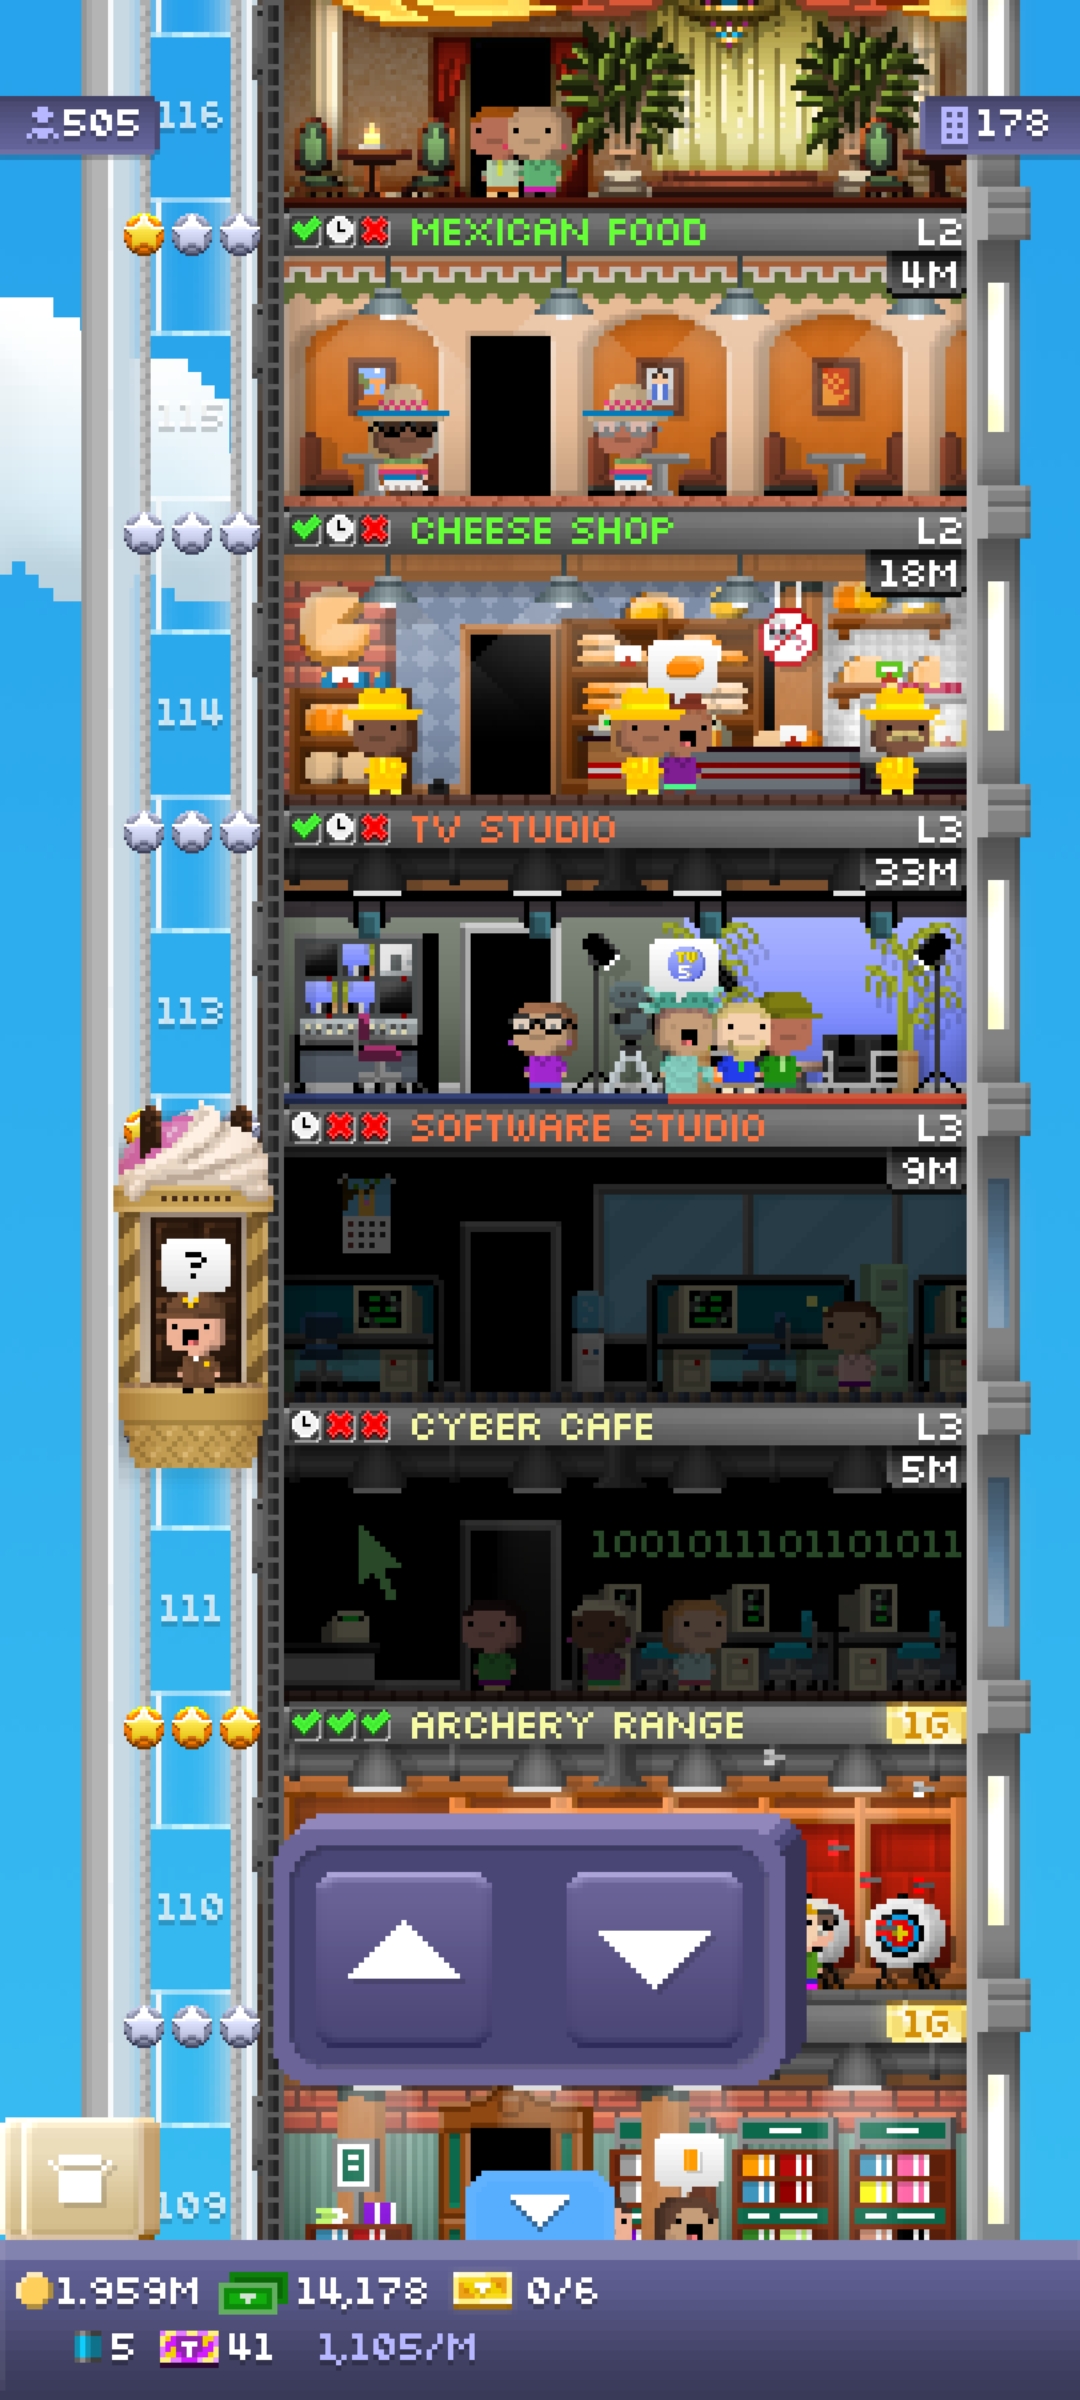 116
505
178
MEXICAN FOOD L2
4M
115
CHEESE SHOP L2
18M
114
TV STUDIO L3
33M
TV
5
113
SOFTWARE STUDIO L3
9M
?
CYBER CAFE L3
5M
1001011101101011
111
ARCHERY RANGE 1G
110
1G
109
1.959M 14,178 0/6
5 T 41 1,105/M